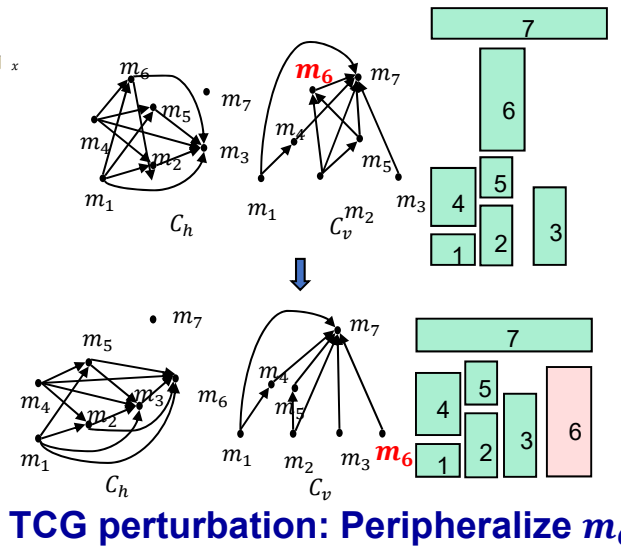 x
7
m₆
m₆
m₇
m₇
m₅
6
m₄
m₄
m₂
m₃
m₅
5
4
m₁
m₁
m₂
m₃
2
3
1
Cₕ
Cᵥ
m₇
m₇
7
m₅
m₄
m₃
m₆
m₄
m₅
5
4
3
6
m₂
2
m₁
m₁
m₂
m₃
m₆
1
Cₕ
Cᵥ
TCG perturbation: Peripheralize m₆